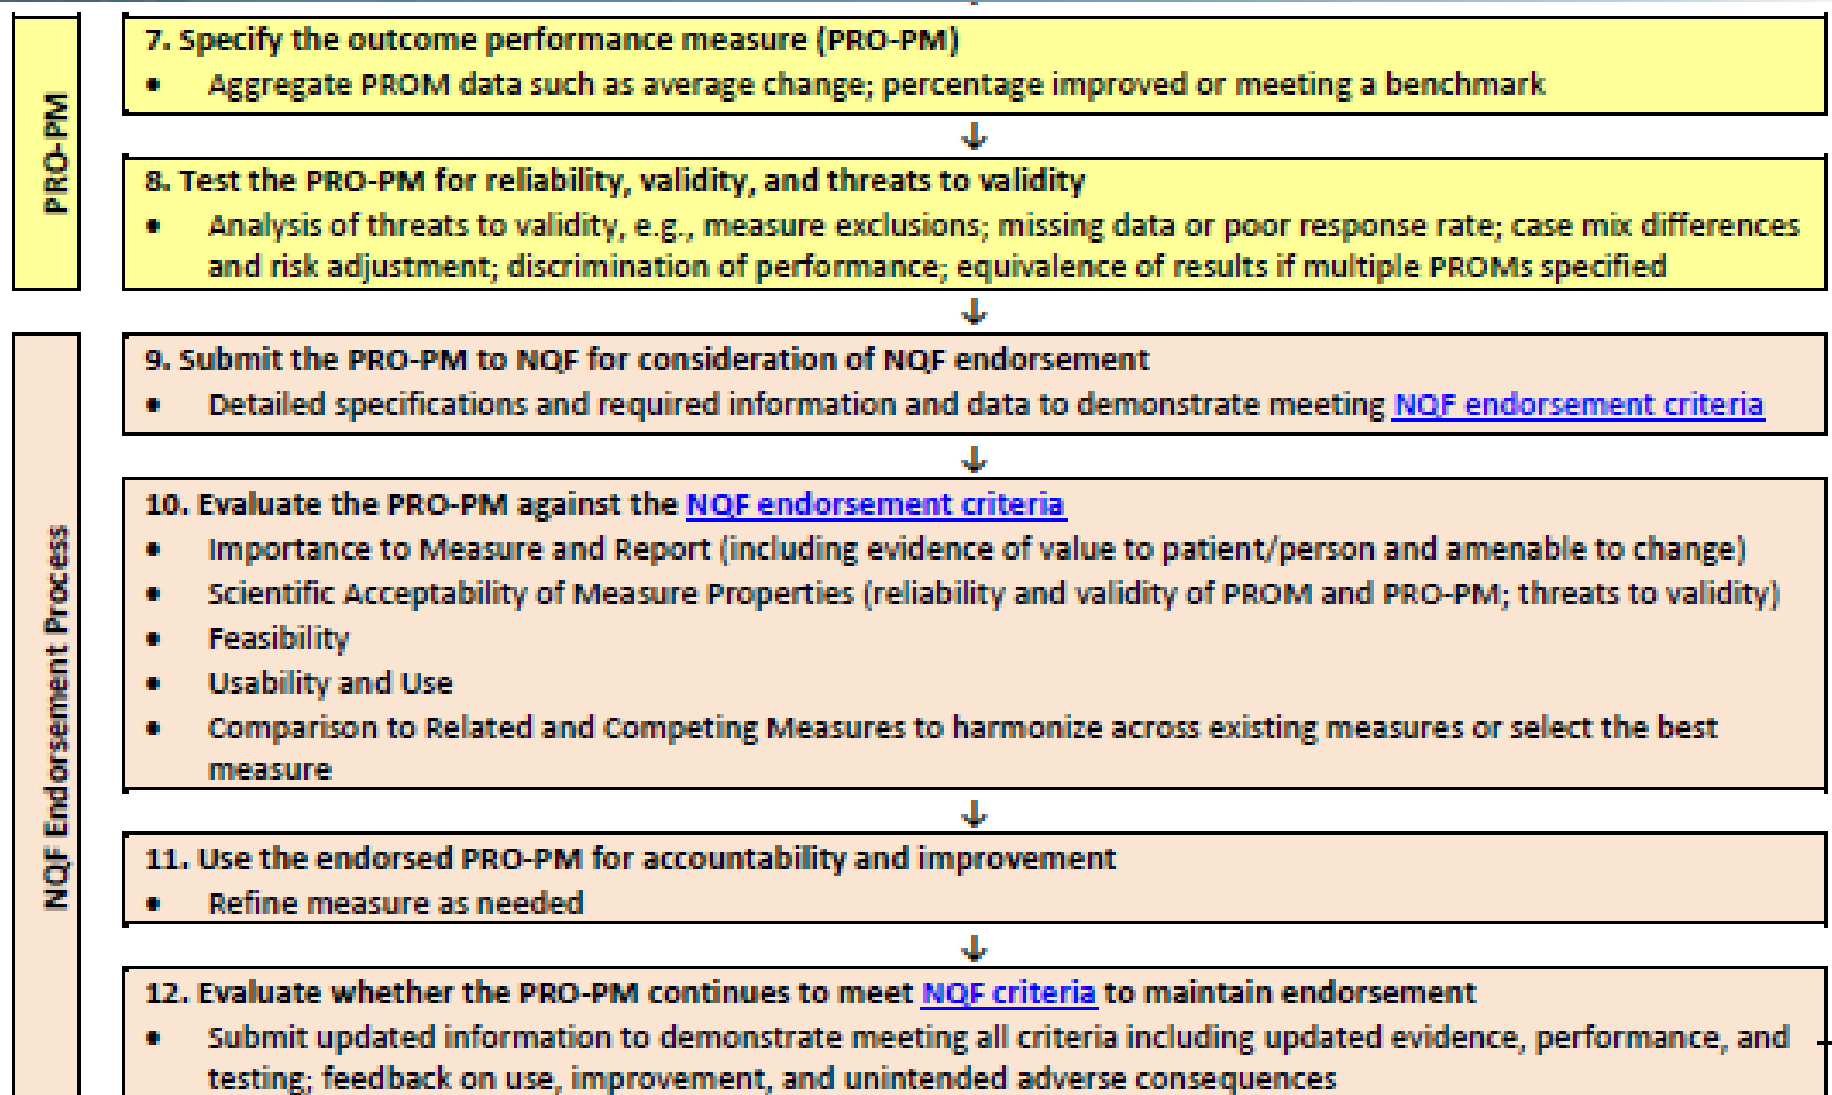 PRO-PM
7. Specify the outcome performance measure (PRO-PM)
• Aggregate PROM data such as average change; percentage improved or meeting a benchmark
↓
8. Test the PRO-PM for reliability, validity, and threats to validity
• Analysis of threats to validity, e.g., measure exclusions; missing data or poor response rate; case mix differences
and risk adjustment; discrimination of performance; equivalence of results if multiple PROMs specified
↓
NQF Endorsement Process
9. Submit the PRO-PM to NQF for consideration of NQF endorsement
• Detailed specifications and required information and data to demonstrate meeting NQF endorsement criteria
↓
10. Evaluate the PRO-PM against the NQF endorsement criteria
• Importance to Measure and Report (including evidence of value to patient/person and amenable to change)
• Scientific Acceptability of Measure Properties (reliability and validity of PROM and PRO-PM; threats to validity)
• Feasibility
• Usability and Use
• Comparison to Related and Competing Measures to harmonize across existing measures or select the best
measure
↓
11. Use the endorsed PRO-PM for accountability and improvement
• Refine measure as needed
↓
12. Evaluate whether the PRO-PM continues to meet NQF criteria to maintain endorsement
• Submit updated information to demonstrate meeting all criteria including updated evidence, performance, and
testing; feedback on use, improvement, and unintended adverse consequences